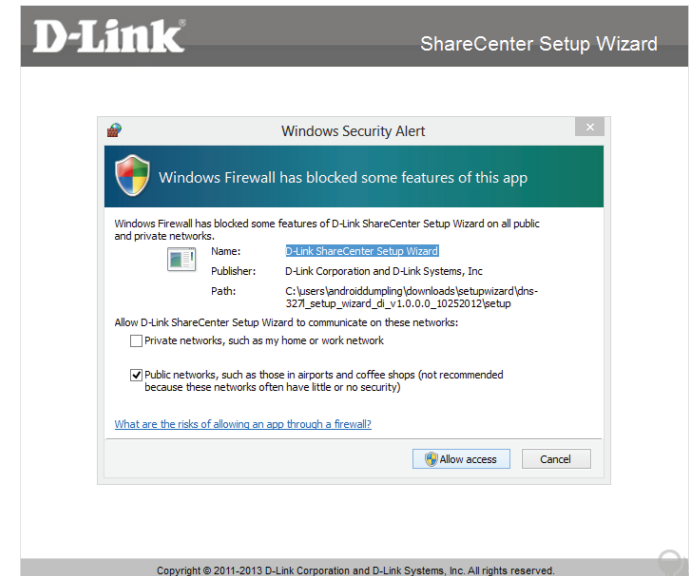 D-Link
ShareCenter Setup Wizard
Windows Security Alert
Windows Firewall has blocked some features of this app
Windows Firewall has blocked some features of D-Link ShareCenter Setup Wizard on all public
and private networks.
Name: D-Link ShareCenter Setup Wizard
Publisher: D-Link Corporation and D-Link Systems, Inc
Path: C:\users\androiddumpling\downloads\setupwizard\dns-
327l_setup_wizard_di_v1.0.0.0_10252012\setup
Allow D-Link ShareCenter Setup Wizard to communicate on these networks:
Private networks, such as my home or work network
Public networks, such as those in airports and coffee shops (not recommended
because these networks often have little or no security)
What are the risks of allowing an app through a firewall?
Allow access Cancel
Copyright © 2011-2013 D-Link Corporation and D-Link Systems, Inc. All rights reserved.